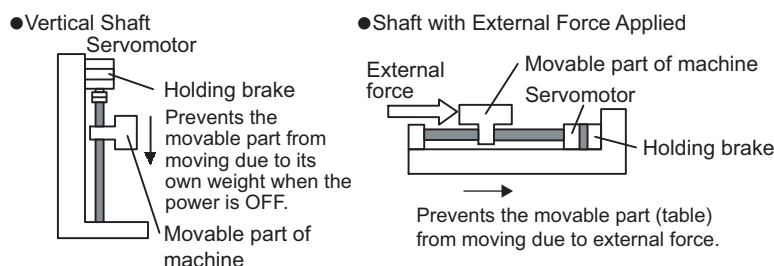 ●Vertical Shaft
Servomotor
Holding brake
Prevents the
movable part from
moving due to its
own weight when the
power is OFF.
Movable part of
machine
●Shaft with External Force Applied
External
force
Movable part of machine
Servomotor
Holding brake
Prevents the movable part (table)
from moving due to external force.